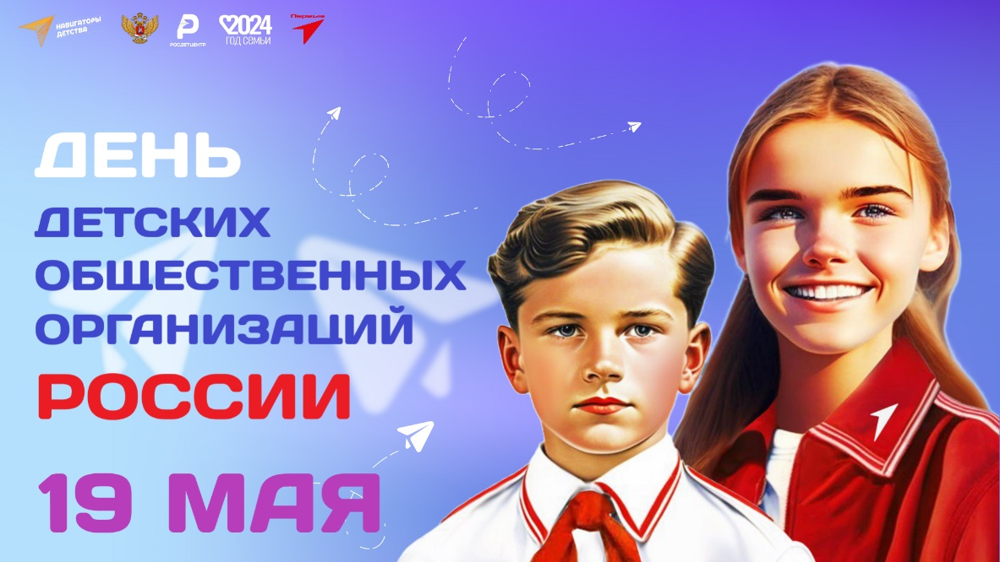 НАВИГАТОРЫ
ДЕТСТВА
РОСДЕТЦЕНТР
2024
ГОД СЕМЬИ
Первые
ДЕНЬ
ДЕТСКИХ
ОБЩЕСТВЕННЫХ
ОРГАНИЗАЦИЙ
РОССИИ
19 МАЯ